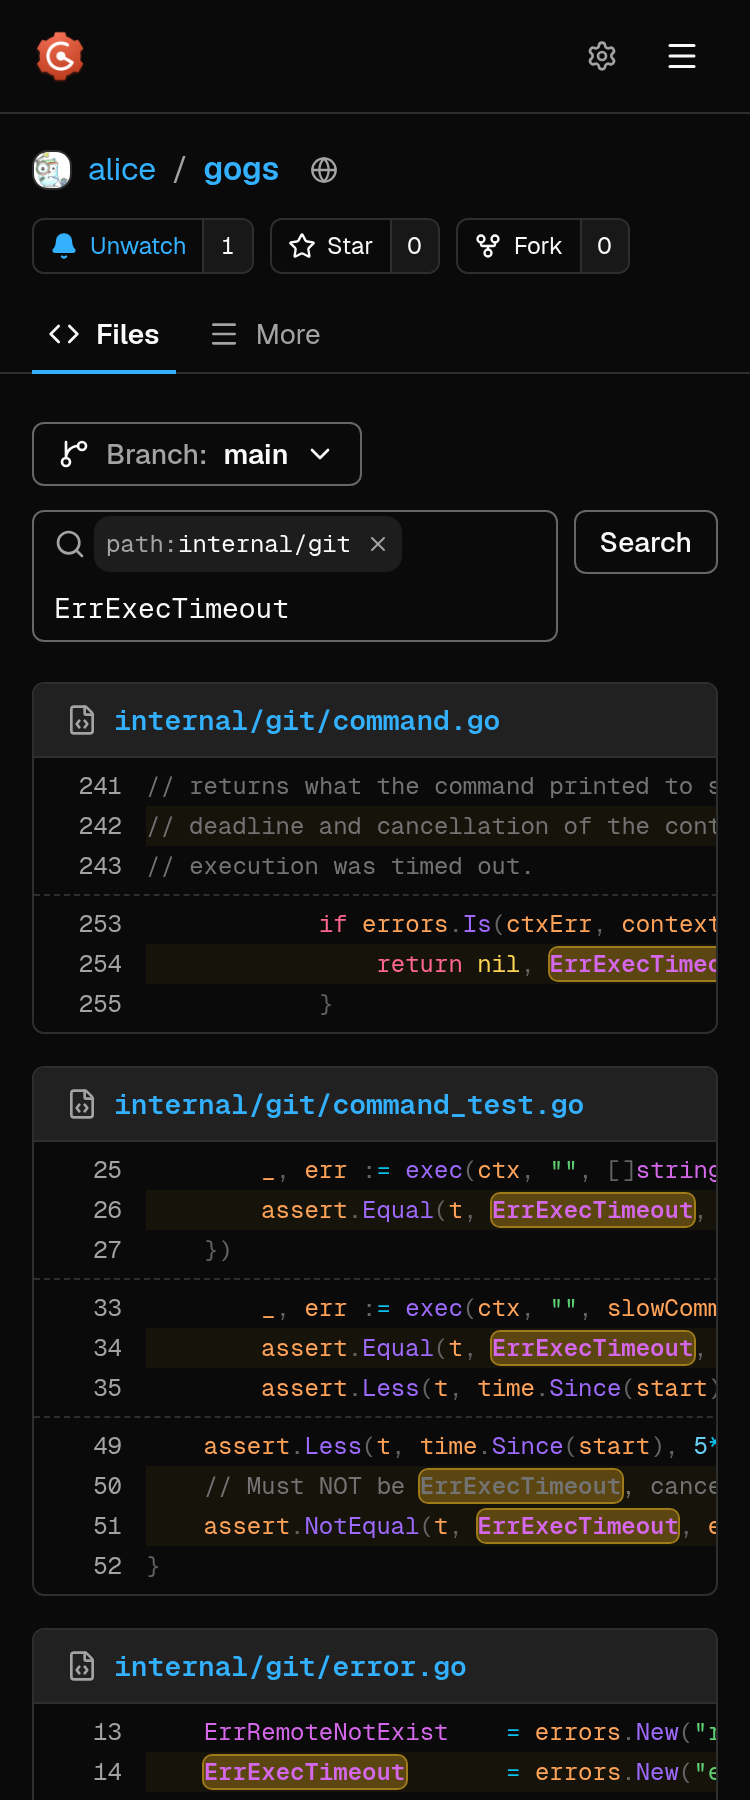 alice / gogs
Unwatch 1 Star 0 Fork 0
Files More
Branch: main
path:internal/git Search
ErrExecTimeout
internal/git/command.go
241 // returns what the command printed to
242 // deadline and cancellation of the
243 // execution was timed out.
253 if errors.Is(ctxErr, context
254 return nil, ErrExecTimeo
255 }
internal/git/command_test.go
25 _, err := exec(ctx, "", []string
26 assert.Equal(t, ErrExecTimeout,
27 })
33 _, err := exec(ctx, "", slowComm
34 assert.Equal(t, ErrExecTimeout,
35 assert.Less(t, time.Since(start)
49 assert.Less(t, time.Since(start), 5*
50 // Must NOT be ErrExecTimeout, cance
51 assert.NotEqual(t, ErrExecTimeout, e
52 }
internal/git/error.go
13 ErrRemoteNotExist = errors.New("
14 ErrExecTimeout = errors.New("e